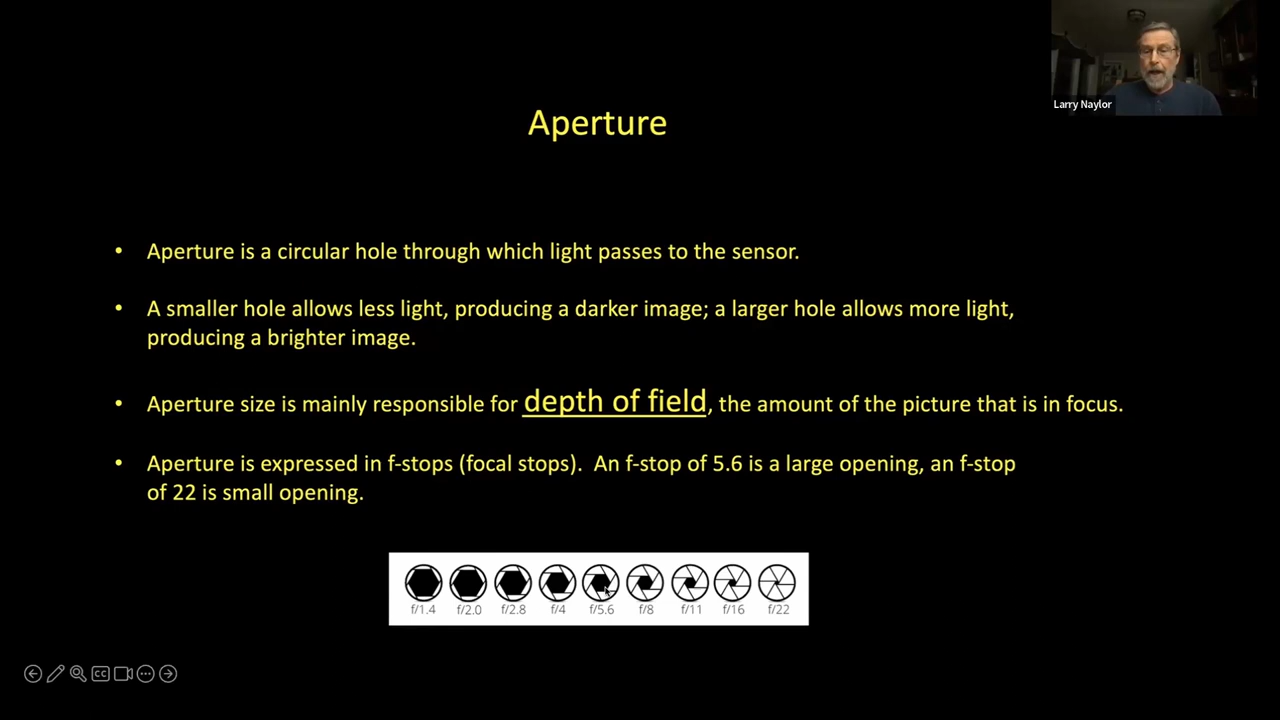 Larry Naylor
Aperture
• Aperture is a circular hole through which light passes to the sensor.
• A smaller hole allows less light, producing a darker image; a larger hole allows more light,
producing a brighter image.
• Aperture size is mainly responsible for depth of field, the amount of the picture that is in focus.
• Aperture is expressed in f-stops (focal stops).  An f-stop of 5.6 is a large opening, an f-stop
of 22 is small opening.
f/1.4 f/2.0 f/2.8 f/4 f/5.6 f/8 f/11 f/16 f/22
CC